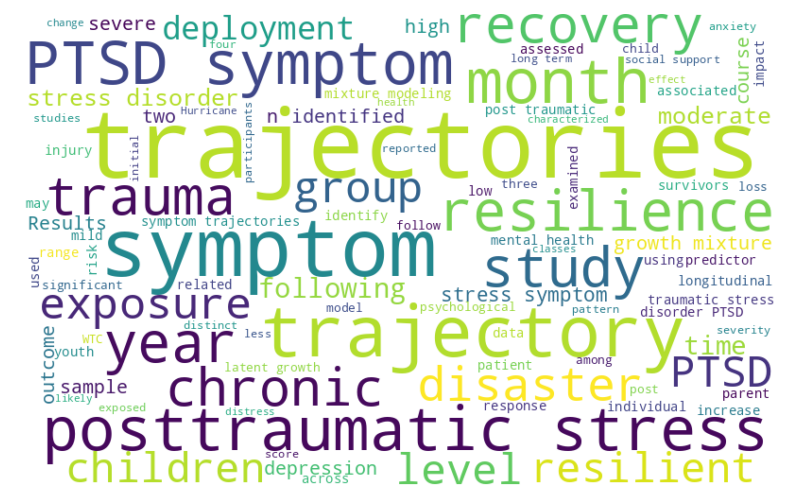 change
severe
deployment
four
high
recovery
anxiety
PTSD symptom
assessed
child
long term
social support
month
course
impact
stress disorder
mixture modeling
health
effect
associated
studies
two
Hurricane
n identified
post traumatic
characterized
moderate
trajectories
injury
initial
participants
reported
examined
trauma
group
low
three
survivors
loss
may
mild
Results
symptom trajectories
identify
follow
resilience
range
risk
symptom
mental health
classes
growth mixture
used
significant
related
following
study
using
predictor
longitudinal
exposure
model
psychological
stress symptom
pattern
traumatic stress
disorder PTSD
outcome
WTC
distinct
year
less
trajectory
data
severity
time
youth
sample
latent growth
patient
among
PTSD
parent
likely
exposed
chronic
distress
disaster
response
post
individual
increase
posttraumatic stress
children
depression
score
across
level
resilient